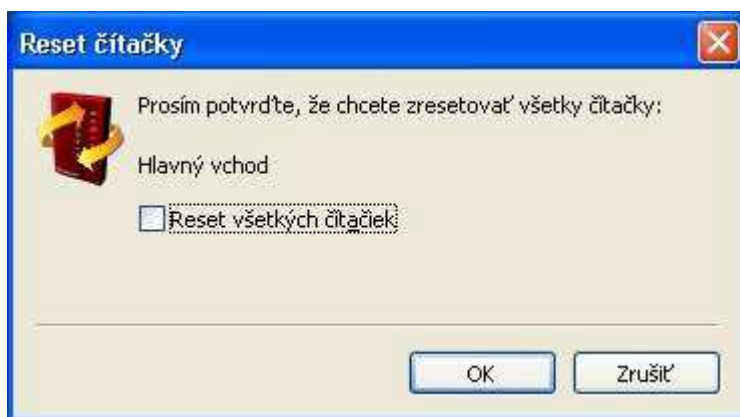 Reset čítačky
Prosím potvrďte, že chcete zresetovať všetky čítačky:
Hlavný vchod
Reset všetkých čítačiek
OK
Zrušiť